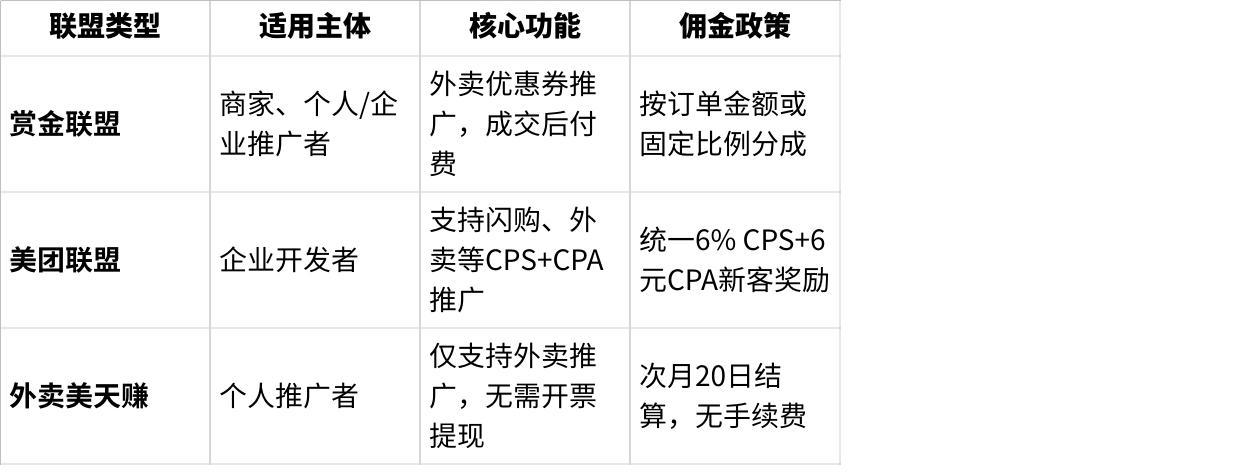 联盟类型 适用主体 核心功能 佣金政策
赏金联盟
商家、个人/企
业推广者
外卖优惠券推
广，成交后付
费
按订单金额或
固定比例分成
美团联盟
企业开发者
支持闪购、外
卖等CPS+CPA
推广
统一6% CPS+6
元CPA新客奖励
外卖美天赚
个人推广者
仅支持外卖推
广，无需开票
提现
次月20日结
算，无手续费